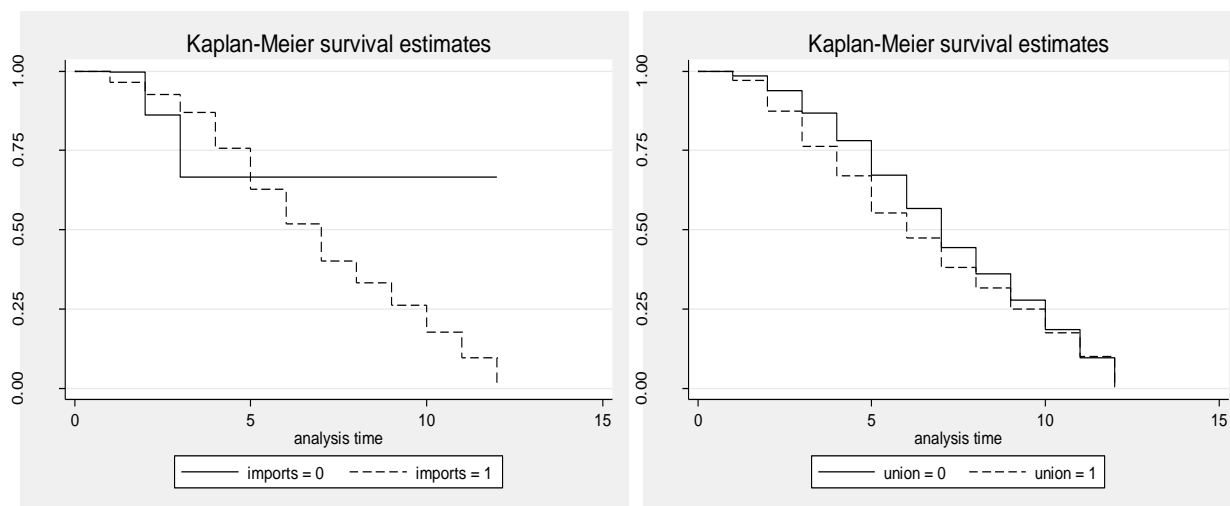 Kaplan-Meier survival estimates
1.00
0.75
0.50
0.25
0.00
0 5 10 15
analysis time
imports = 0 imports = 1
Kaplan-Meier survival estimates
1.00
0.75
0.50
0.25
0.00
0 5 10 15
analysis time
union = 0 union = 1